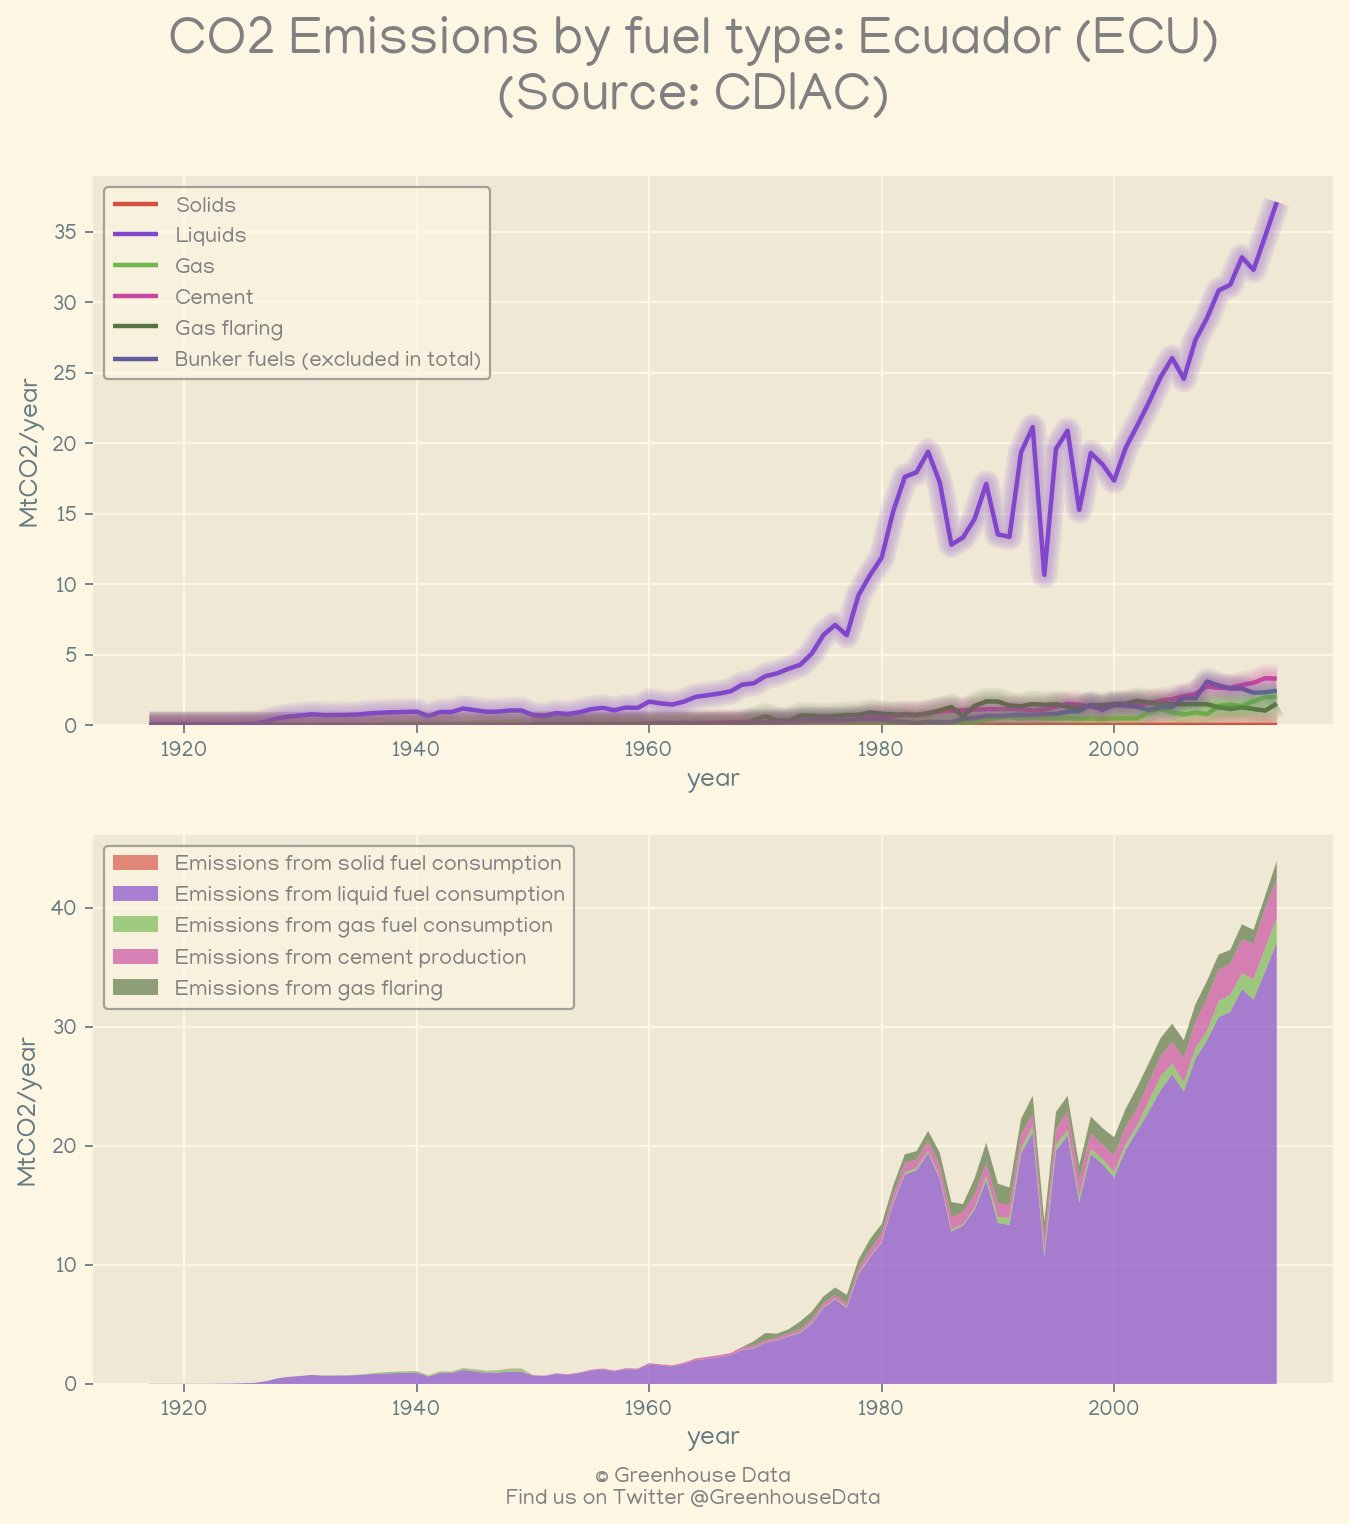 CO2 Emissions by fuel type: Ecuador (ECU)
(Source: CDIAC)
Solids
Liquids
Gas
Cement
Gas flaring
Bunker fuels (excluded in total)
MtCO2/year
35
30
25
20
15
10
5
0
1920 1940 1960 1980 2000
year
Emissions from solid fuel consumption
Emissions from liquid fuel consumption
Emissions from gas fuel consumption
Emissions from cement production
Emissions from gas flaring
MtCO2/year
40
30
20
10
0
1920 1940 1960 1980 2000
year
© Greenhouse Data
Find us on Twitter @GreenhouseData